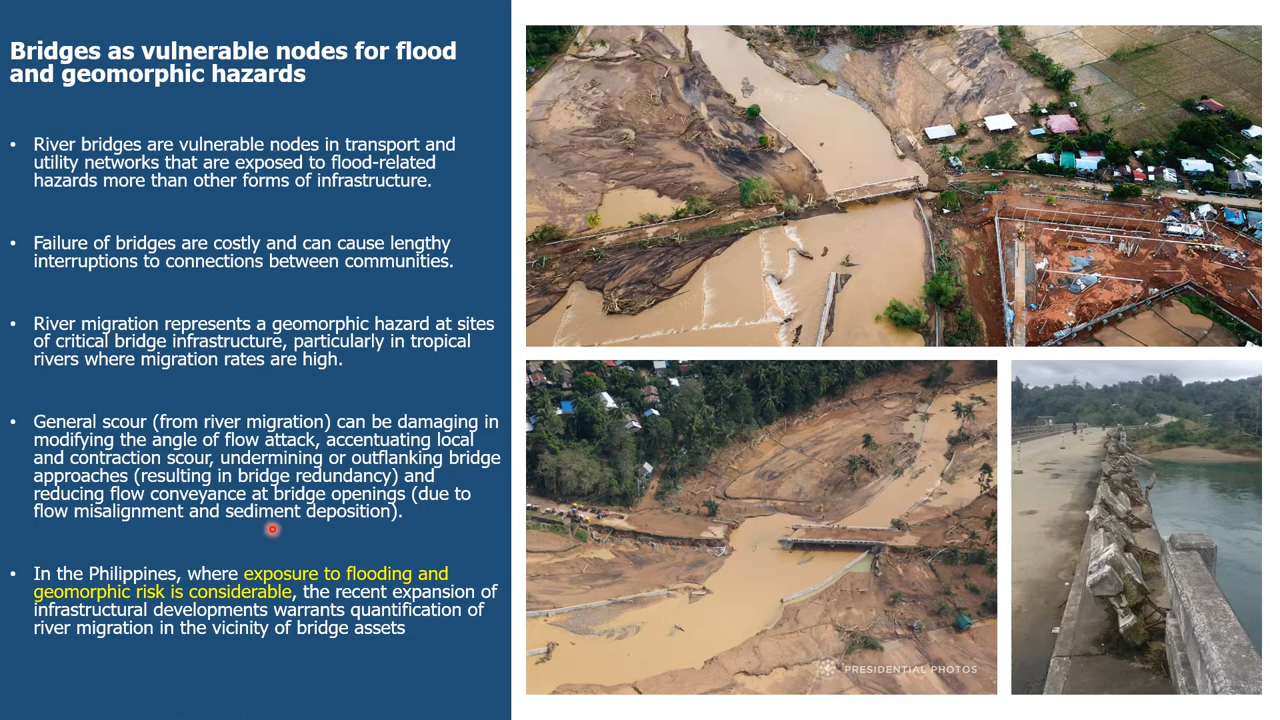 Bridges as vulnerable nodes for flood
and geomorphic hazards
• River bridges are vulnerable nodes in transport and
utility networks that are exposed to flood-related
hazards more than other forms of infrastructure.
• Failure of bridges are costly and can cause lengthy
interruptions to connections between communities.
• River migration represents a geomorphic hazard at sites
of critical bridge infrastructure, particularly in tropical
rivers where migration rates are high.
• General scour (from river migration) can be damaging in
modifying the angle of flow attack, accentuating local
and contraction scour, undermining or outflanking bridge
approaches (resulting in bridge redundancy) and
reducing flow conveyance at bridge openings (due to
flow misalignment and sediment deposition).
• In the Philippines, where exposure to flooding and
geomorphic risk is considerable, the recent expansion of
infrastructural developments warrants quantification of
river migration in the vicinity of bridge assets
PRESIDENTIAL PHOTOS